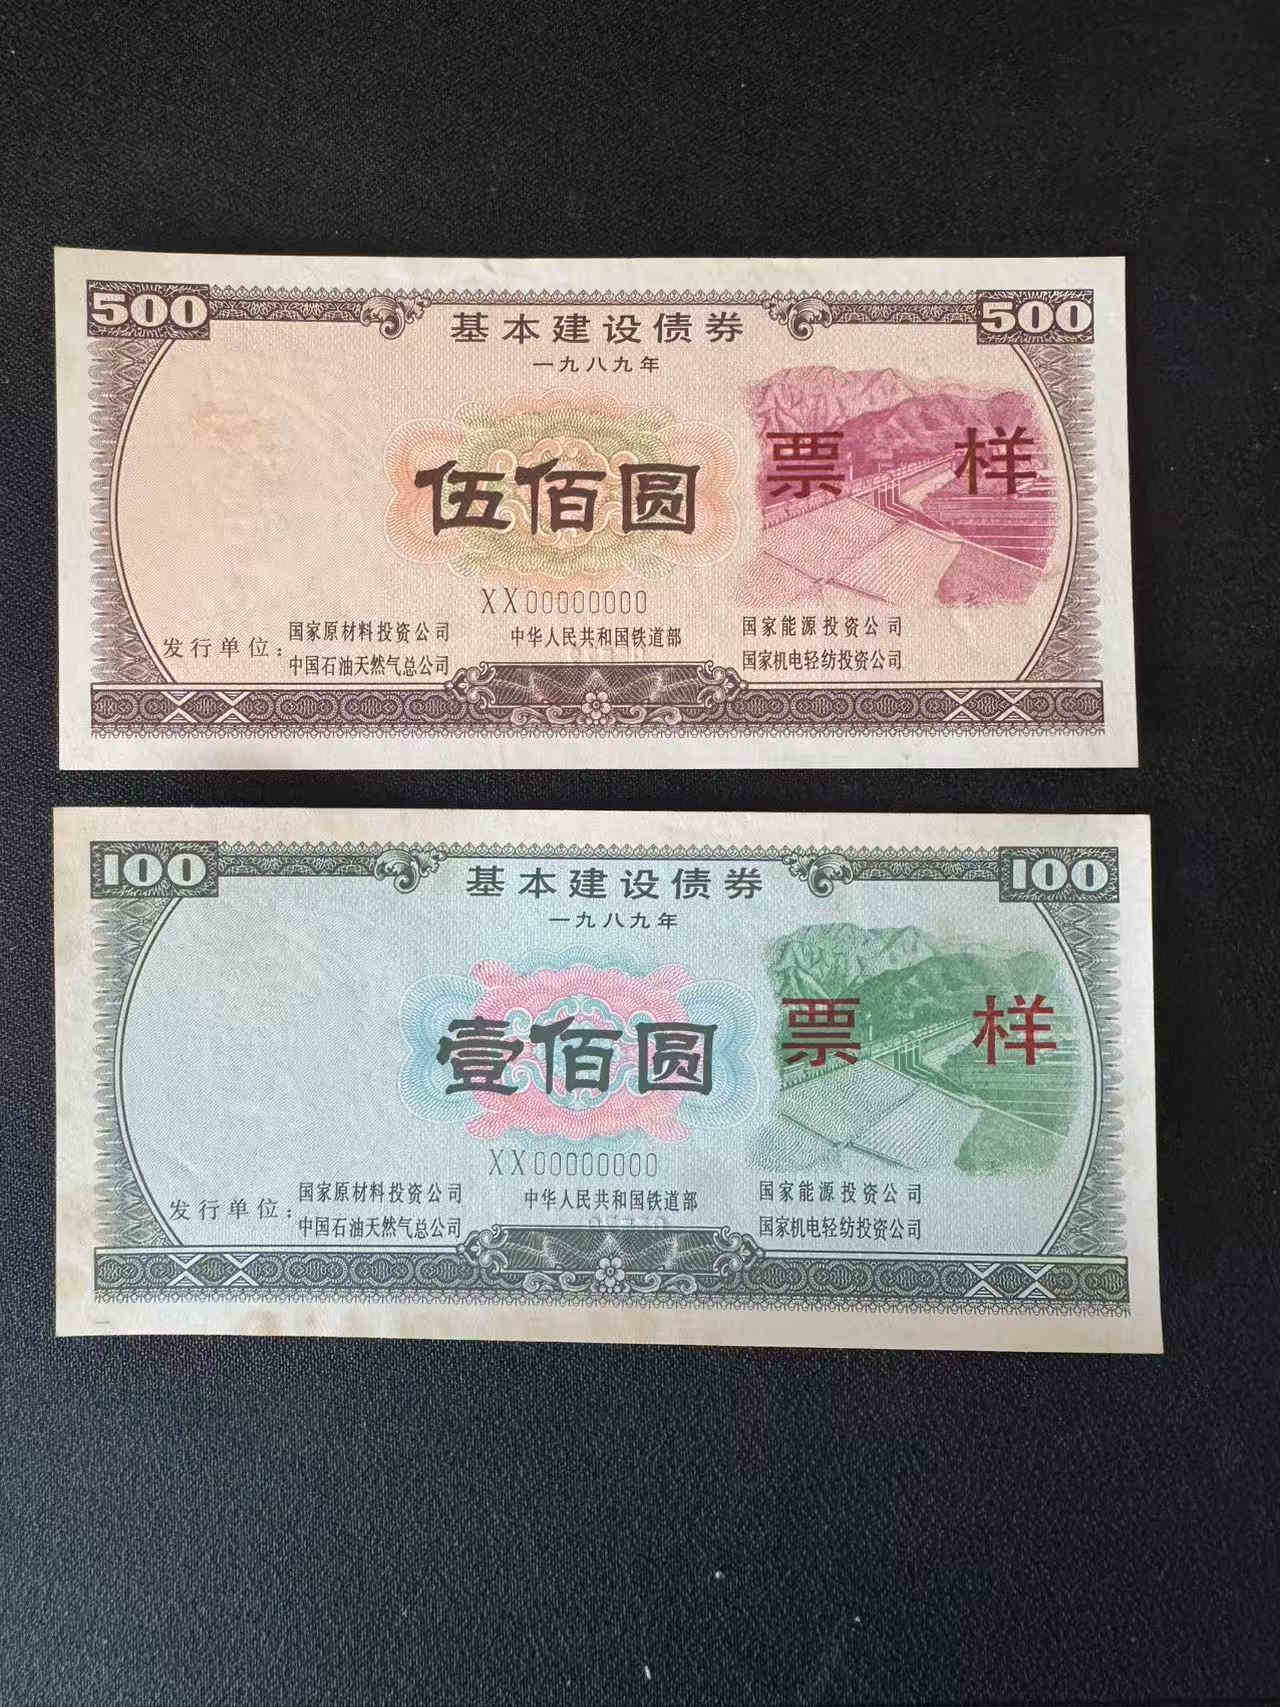 500
500
基本建设债券
一九八九年
票 样
伍佰圆
XX00000000
发行单位:
国家原材料投资公司
中国石油天然气总公司
中华人民共和国铁道部
国家能源投资公司
国家机电轻纺投资公司
100
100
基本建设债券
一九八九年
票 样
壹佰圆
XX00000000
发行单位:
国家原材料投资公司
中国石油天然气总公司
中华人民共和国铁道部
国家能源投资公司
国家机电轻纺投资公司